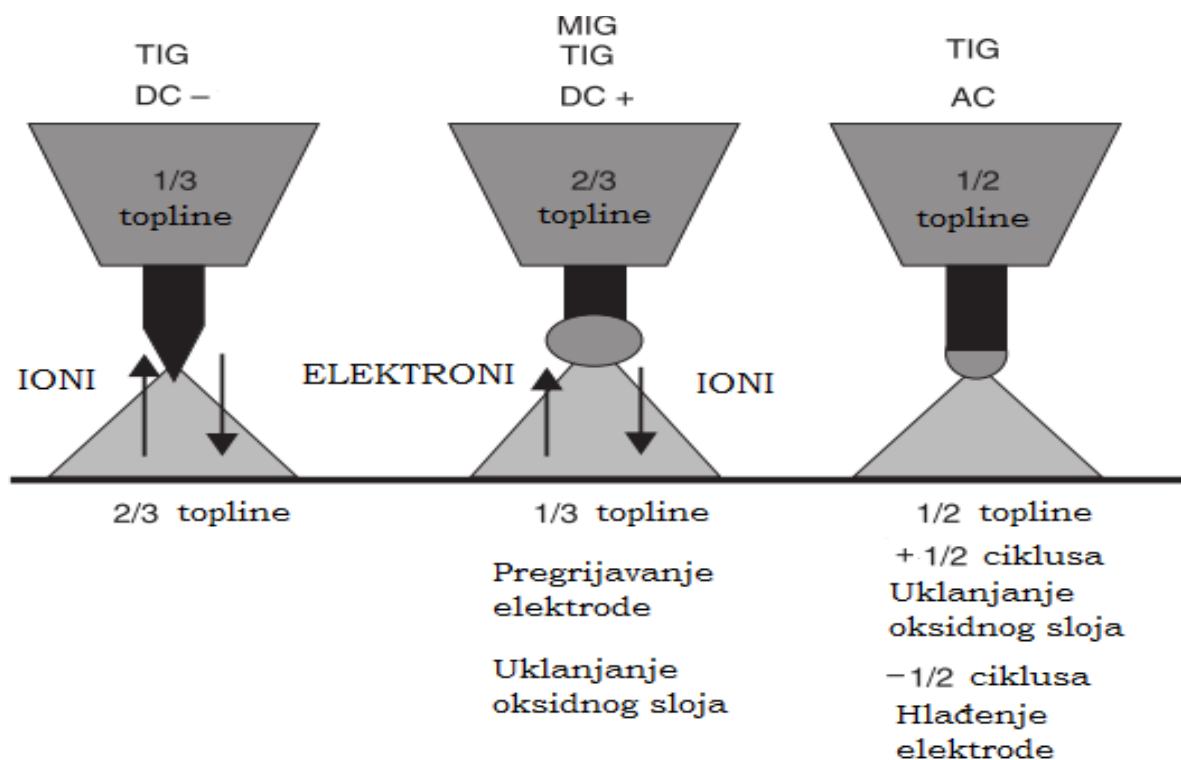 TIG
DC –
1/3
topline
IONI
2/3 topline
MIG
TIG
DC +
2/3
topline
ELEKTRONI
IONI
1/3 topline
Pregrijavanje
elektrode
Uklanjanje
oksidnog sloja
TIG
AC
1/2
topline
1/2 topline
+ 1/2 ciklusa
Uklanjanje
oksidnog sloja
– 1/2 ciklusa
Hlađenje
elektrode